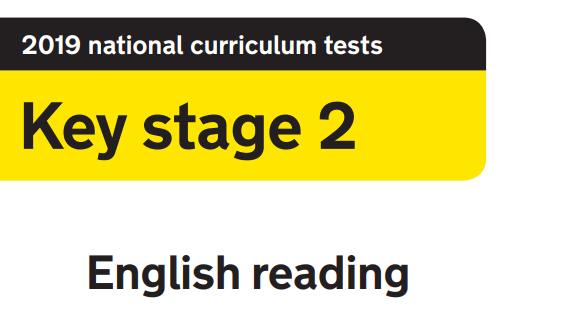 2019 national curriculum tests
Key stage 2
English reading